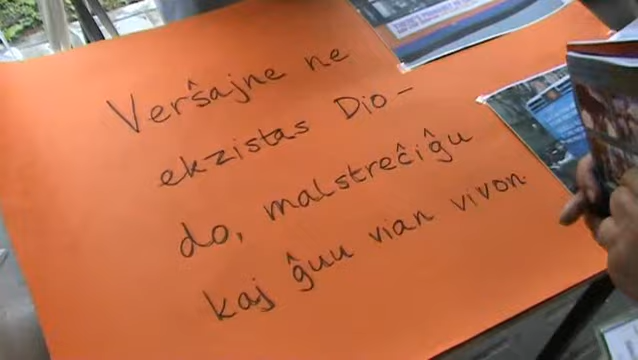 Verŝajne ne
ekzistas Dio –
do, malstreĉiĝu
kaj ĝuu vian vivon.